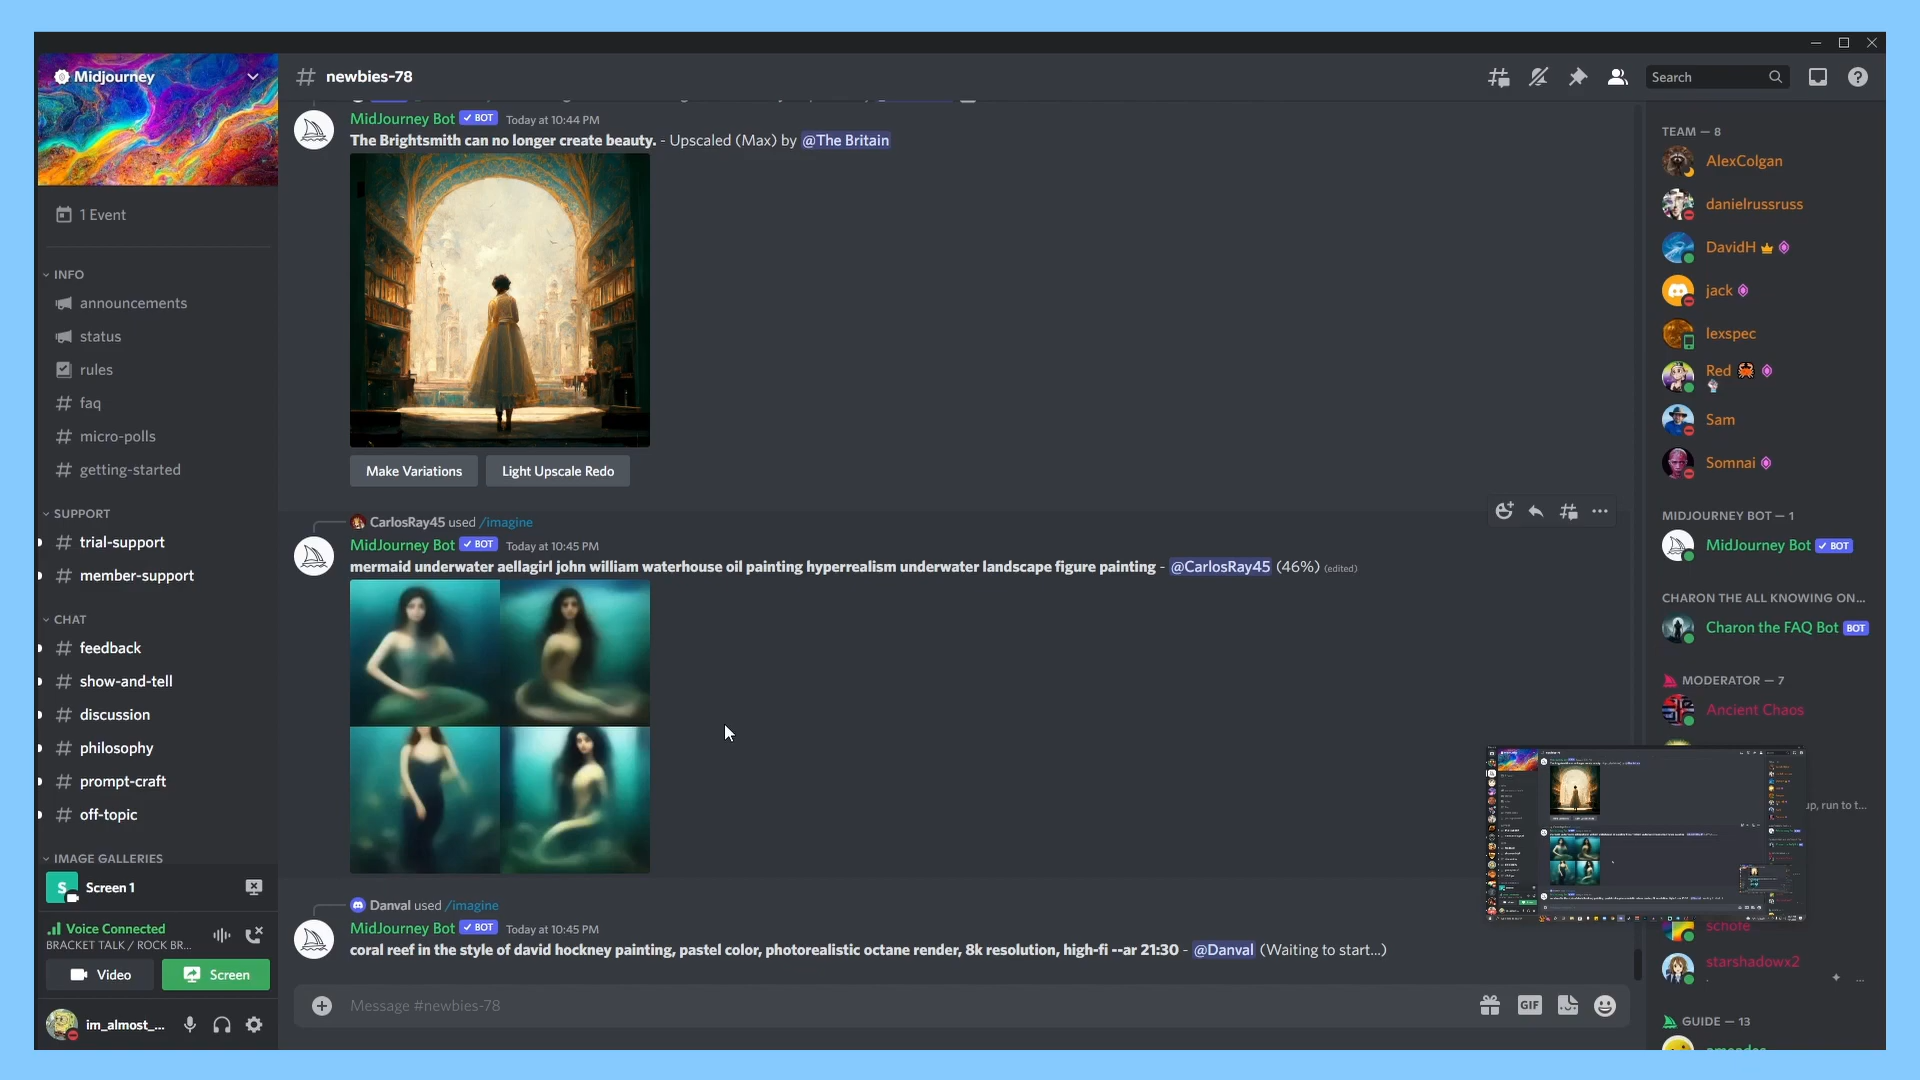 Midjourney
1 Event
INFO
announcements
status
rules
faq
micro-polls
getting-started
SUPPORT
trial-support
member-support
CHAT
feedback
show-and-tell
discussion
philosophy
prompt-craft
off-topic
IMAGE GALLERIES
S
Screen 1
Voice Connected
BRACKET TALK / ROCK BR...
Video
Screen
im_almost_...
# newbies-78
MidJourney Bot ✓ BOT Today at 10:44 PM
The Brightsmith can no longer create beauty. - Upscaled (Max) by @The Britain
Make Variations
Light Upscale Redo
CarlosRay45 used /imagine
MidJourney Bot ✓ BOT Today at 10:45 PM
mermaid underwater aellagirl john william waterhouse oil painting hyperrealism underwater landscape figure painting - @CarlosRay45 (46%) (edited)
Danval used /imagine
MidJourney Bot ✓ BOT Today at 10:45 PM
coral reef in the style of david hockney painting, pastel color, photorealistic octane render, 8k resolution, high-fi --ar 21:30 - @Danval (Waiting to start...)
Message #newbies-78
GIF
Search
TEAM — 8
AlexColgan
danielrussruss
DavidH
jack
lexspec
Red
Sam
Somnai
MIDJOURNEY BOT — 1
MidJourney Bot ✓ BOT
CHARON THE ALL KNOWING ON...
Charon the FAQ Bot BOT
MODERATOR — 7
Ancient Chaos
up, run to t...
schole
starshadowx2
GUIDE — 13